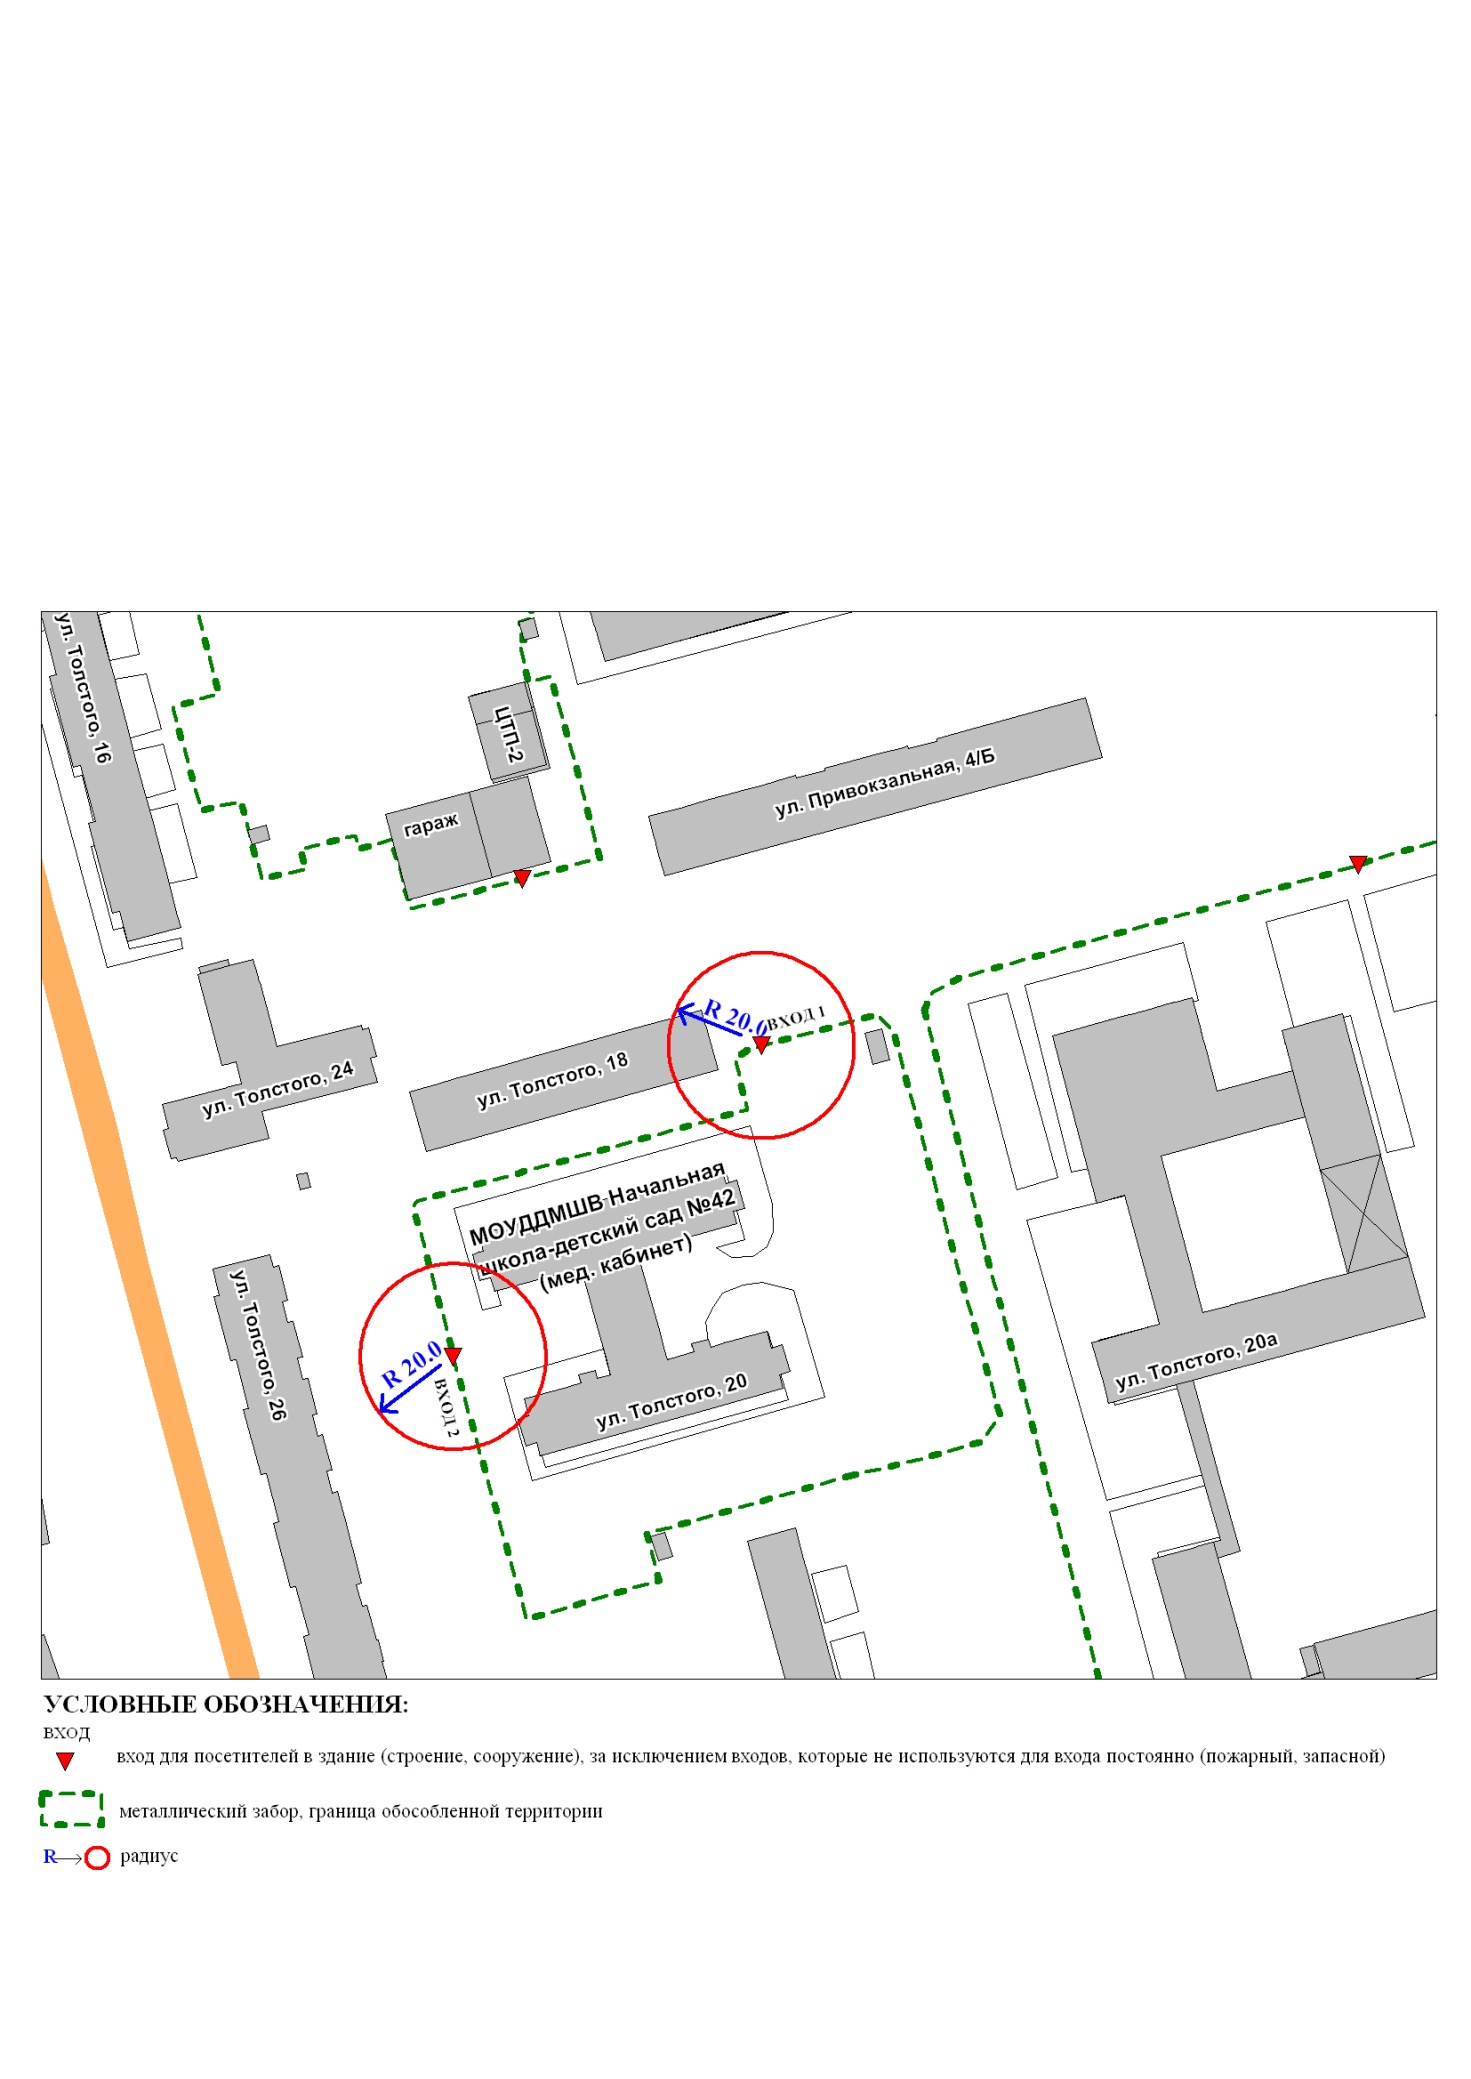 ул. Толстого, 16
ЦТП-2
гараж
ул. Привокзальная, 4/Б
R 20.0
ВХОД 1
ул. Толстого, 18
ул. Толстого, 24
МОУДДМШВ Начальная
школа-детский сад №42
(мед. кабинет)
ул. Толстого, 26
R 20.0
ВХОД 2
ул. Толстого, 20
ул. Толстого, 20а
УСЛОВНЫЕ ОБОЗНАЧЕНИЯ:
ВХОД
вход для посетителей в здание (строение, сооружение), за исключением входов, которые не используются для входа постоянно (пожарный, запасной)
металлический забор, граница обособленной территории
R радиус